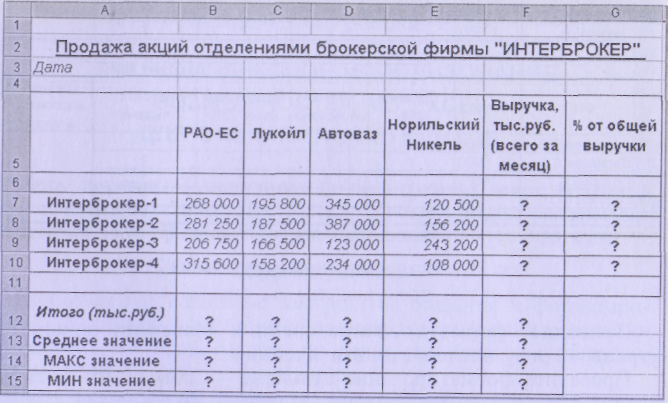 A B C D E F G
1
2 Продажа акций отделениями брокерской фирмы "ИНТЕРБРОКЕР"
3 Дата
4
5 РАО-ЕС Лукойл Автоваз Норильский Никель Выручка, тыс.руб. (всего за месяц) % от общей выручки
6
7 Интерброкер-1 268 000 195 800 345 000 120 500 ? ?
8 Интерброкер-2 281 250 187 500 387 000 156 200 ? ?
9 Интерброкер-3 206 750 166 500 123 000 243 200 ? ?
10 Интерброкер-4 315 600 158 200 234 000 108 000 ? ?
11
12 Итого (тыс.руб.) ? ? ? ? ?
13 Среднее значение ? ? ? ? ?
14 МАКС значение ? ? ? ? ?
15 МИН значение ? ? ? ? ?